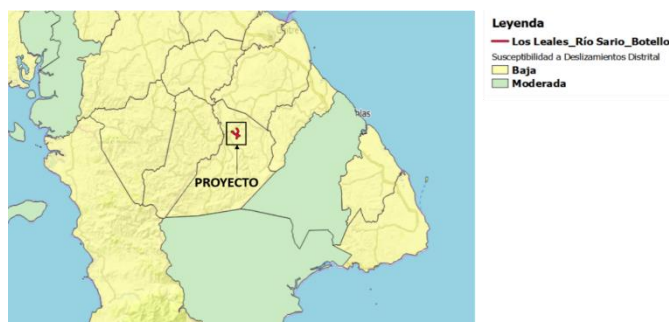 Leyenda
Los Leales_Río Sario_Botello
Susceptibilidad a Deslizamientos Distrital
Baja
Moderada
PROYECTO